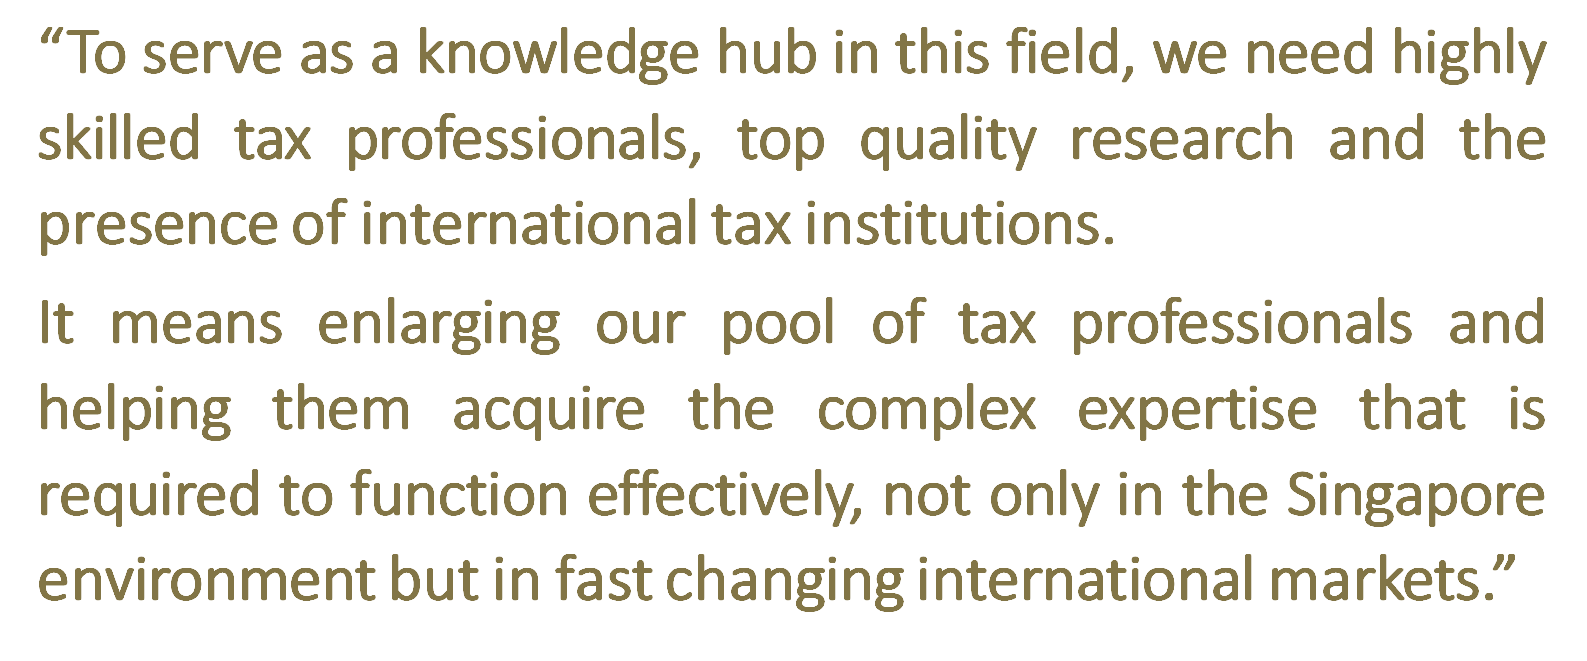 “To serve as a knowledge hub in this field, we need highly
skilled tax professionals, top quality research and the
presence of international tax institutions.
It means enlarging our pool of tax professionals and
helping them acquire the complex expertise that is
required to function effectively, not only in the Singapore
environment but in fast changing international markets.”